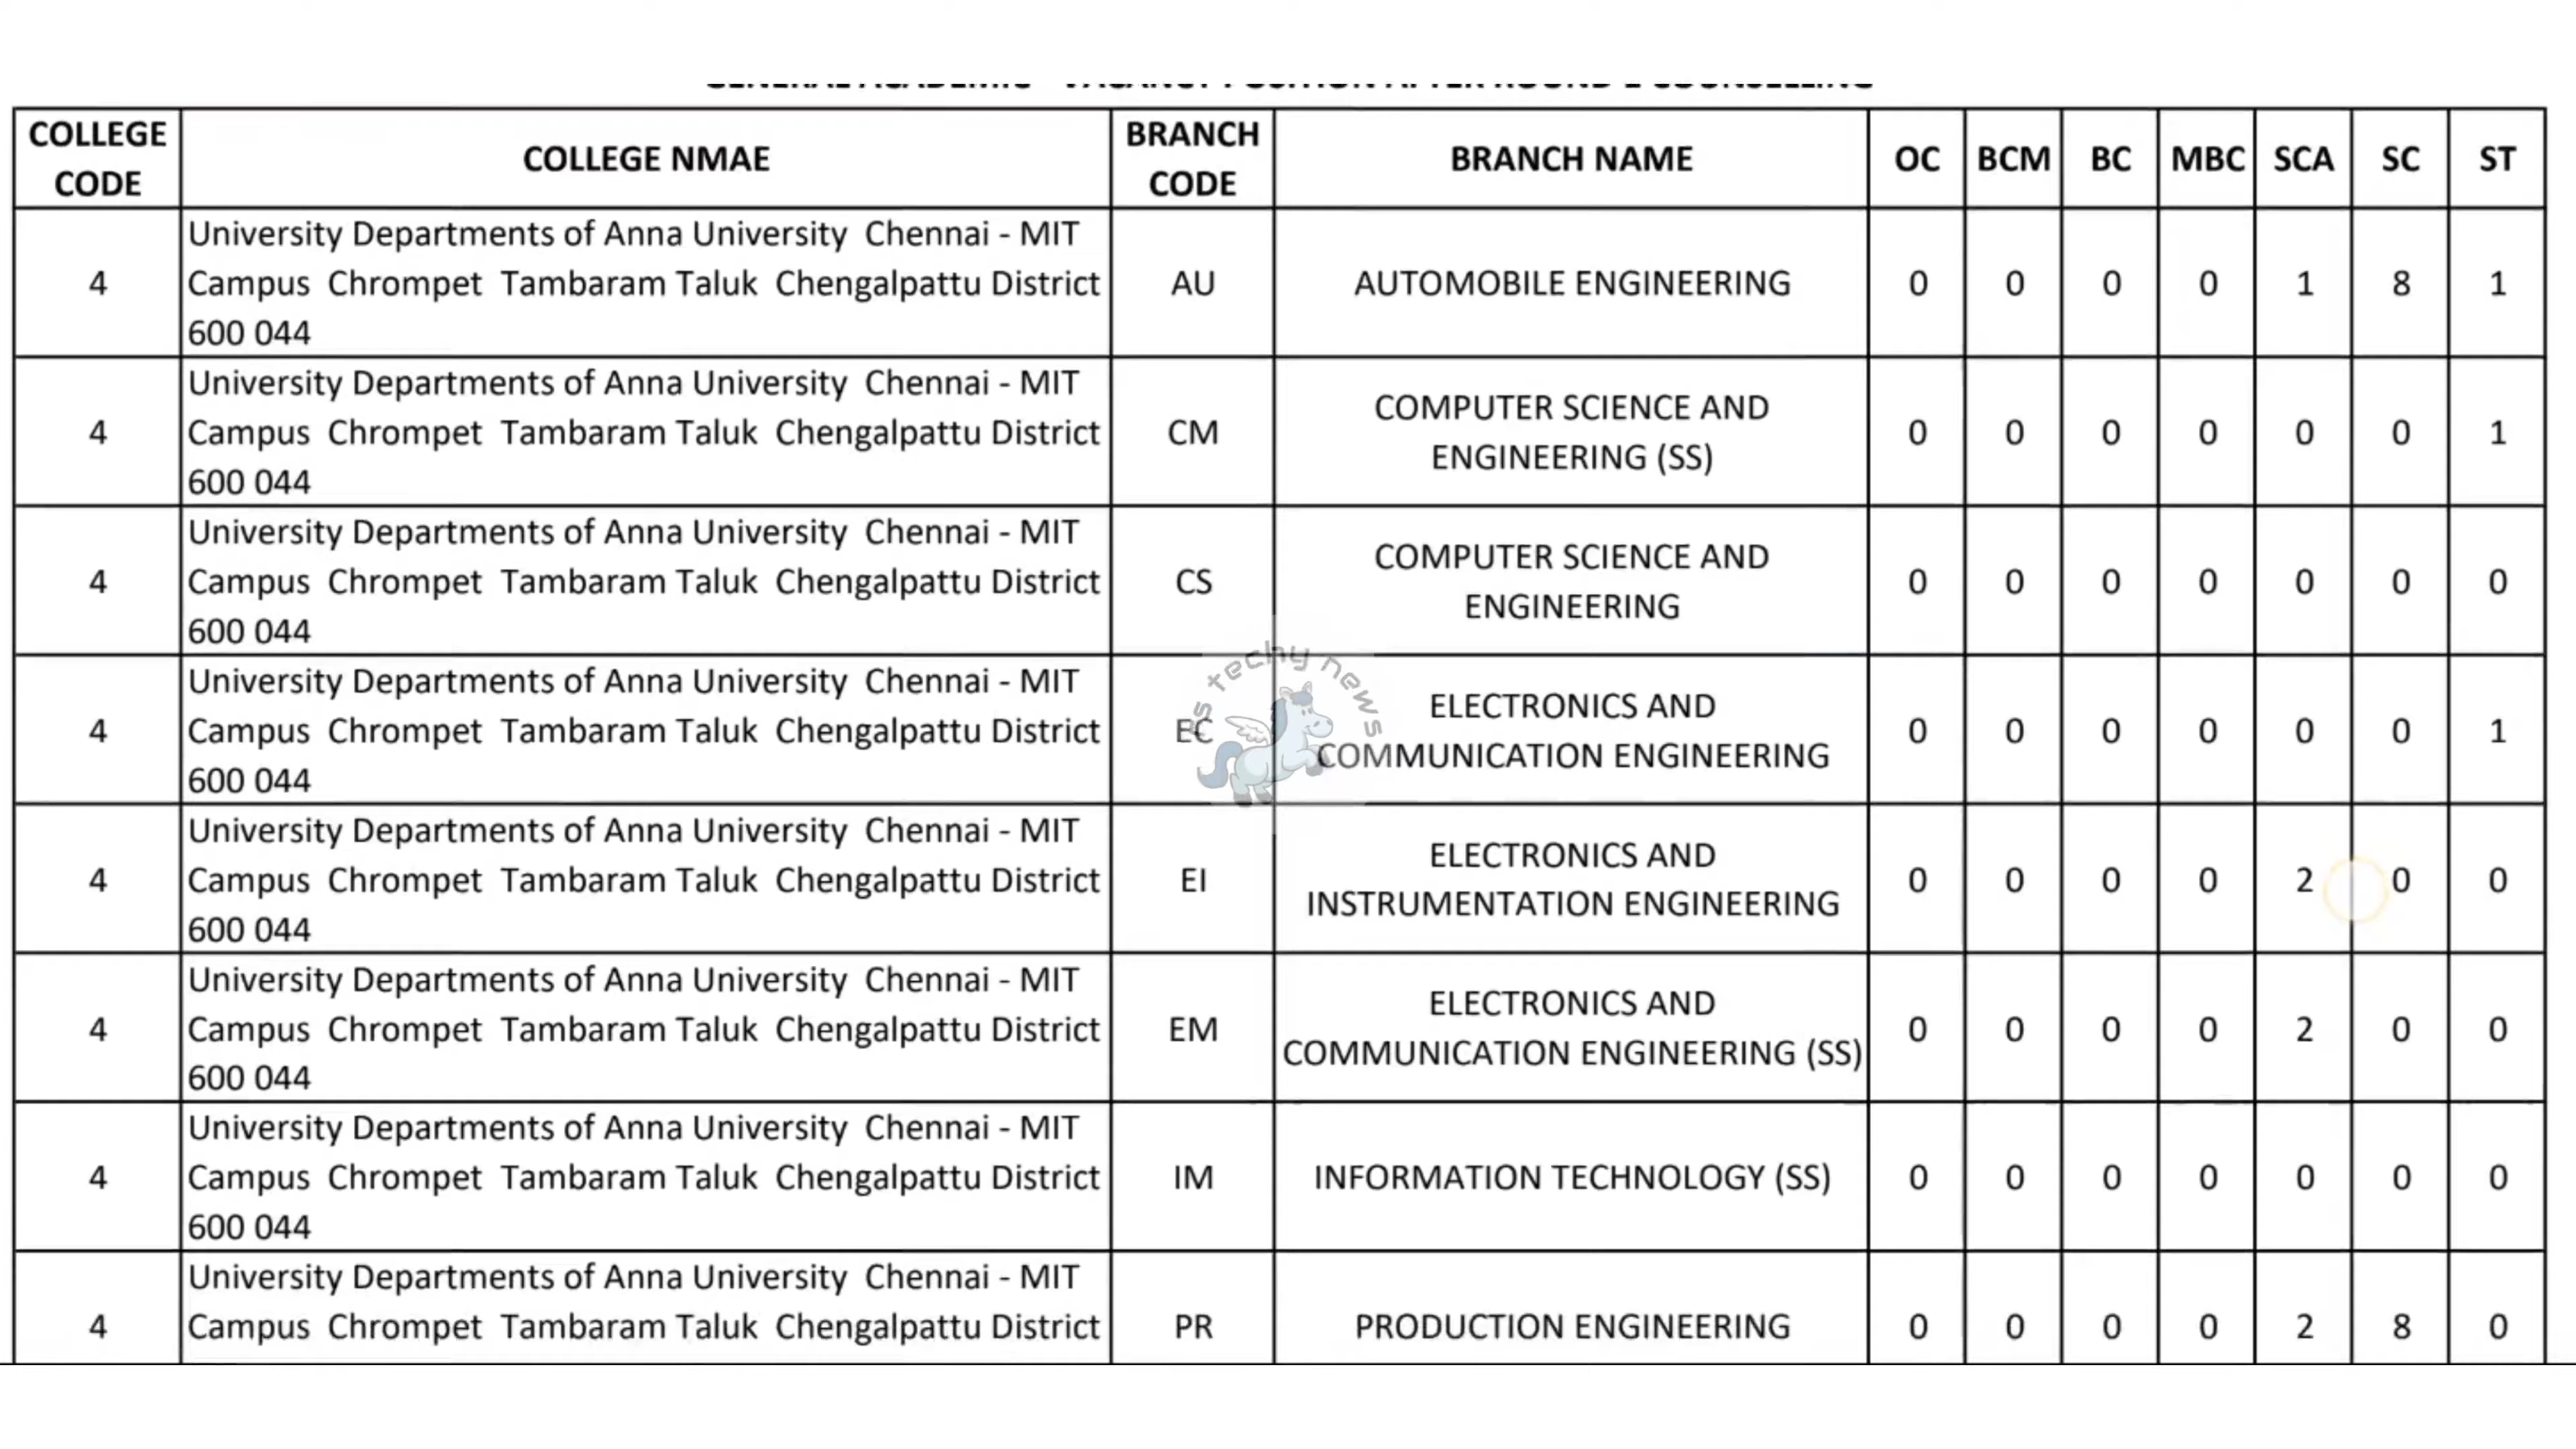 GENERAL ACADEMIC - VACANCY POSITION AFTER ROUND 1 COUNSELLING
COLLEGE CODE COLLEGE NMAE BRANCH CODE BRANCH NAME OC BCM BC MBC SCA SC ST
University Departments of Anna University Chennai - MIT
4 Campus Chrompet Tambaram Taluk Chengalpattu District AU AUTOMOBILE ENGINEERING 0 0 0 0 1 8 1
600 044
University Departments of Anna University Chennai - MIT
COMPUTER SCIENCE AND
4 Campus Chrompet Tambaram Taluk Chengalpattu District CM 0 0 0 0 0 0 1
ENGINEERING (SS)
600 044
University Departments of Anna University Chennai - MIT
COMPUTER SCIENCE AND
4 Campus Chrompet Tambaram Taluk Chengalpattu District CS 0 0 0 0 0 0 0
ENGINEERING
600 044
techy news
University Departments of Anna University Chennai - MIT
ELECTRONICS AND
4 Campus Chrompet Tambaram Taluk Chengalpattu District EC 0 0 0 0 0 0 1
COMMUNICATION ENGINEERING
600 044
University Departments of Anna University Chennai - MIT
ELECTRONICS AND
4 Campus Chrompet Tambaram Taluk Chengalpattu District EI 0 0 0 0 2 0 0
INSTRUMENTATION ENGINEERING
600 044
University Departments of Anna University Chennai - MIT
ELECTRONICS AND
4 Campus Chrompet Tambaram Taluk Chengalpattu District EM 0 0 0 0 2 0 0
COMMUNICATION ENGINEERING (SS)
600 044
University Departments of Anna University Chennai - MIT
4 Campus Chrompet Tambaram Taluk Chengalpattu District IM INFORMATION TECHNOLOGY (SS) 0 0 0 0 0 0 0
600 044
University Departments of Anna University Chennai - MIT
4 Campus Chrompet Tambaram Taluk Chengalpattu District PR PRODUCTION ENGINEERING 0 0 0 0 2 8 0